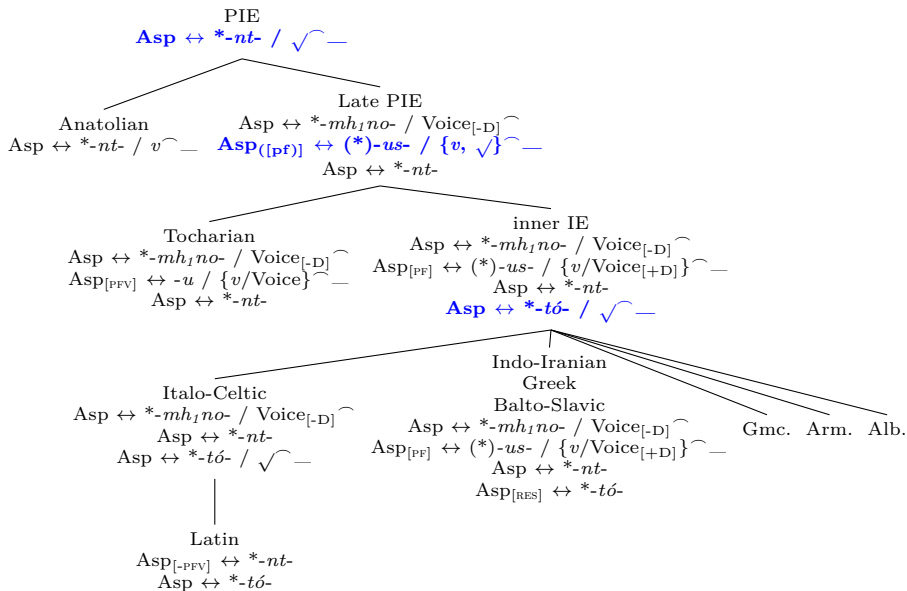 PIE
Asp ↔ *-nt- / √⁀__
Late PIE
Anatolian
Asp ↔ *-mh₁no- / Voice[-D]⁀
Asp ↔ *-nt- / v⁀__
Asp([pf)] ↔ (*)-us- / {v, √}⁀__
Asp ↔ *-nt-
Tocharian
Asp ↔ *-mh₁no- / Voice[-D]⁀
Asp[PFV] ↔ -u / {v/Voice}⁀__
Asp ↔ *-nt-
inner IE
Asp ↔ *-mh₁no- / Voice[-D]⁀
Asp[PF] ↔ (*)-us- / {v/Voice[+D]}⁀__
Asp ↔ *-nt-
Asp ↔ *-tó- / √⁀__
Italo-Celtic
Asp ↔ *-mh₁no- / Voice[-D]⁀
Asp ↔ *-nt-
Asp ↔ *-tó- / √⁀__
Indo-Iranian
Greek
Balto-Slavic
Asp ↔ *-mh₁no- / Voice[-D]⁀
Asp[PF] ↔ (*)-us- / {v/Voice[+D]}⁀__
Asp ↔ *-nt-
Asp[RES] ↔ *-tó-
Gmc. Arm. Alb.
Latin
Asp[-PFV] ↔ *-nt-
Asp ↔ *-tó-